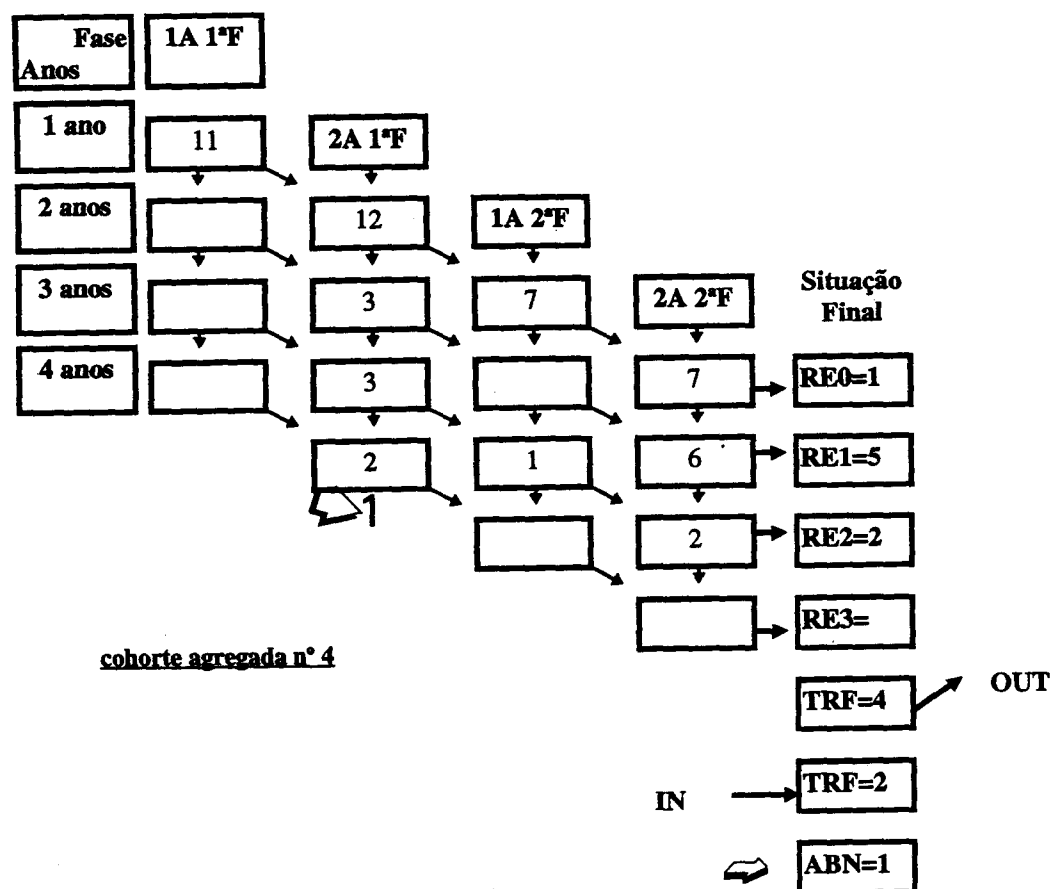 Fase 1A 1ªF
Anos
1 ano 11 2A 1ªF
2 anos 12 1A 2ªF
3 anos 3 7 2A 2ªF Situação
Final
4 anos 3 7 RE0=1
2 1 6 RE1=5
1
2 RE2=2
RE3=
cohorte agregada nº 4
TRF=4 OUT
IN TRF=2
ABN=1